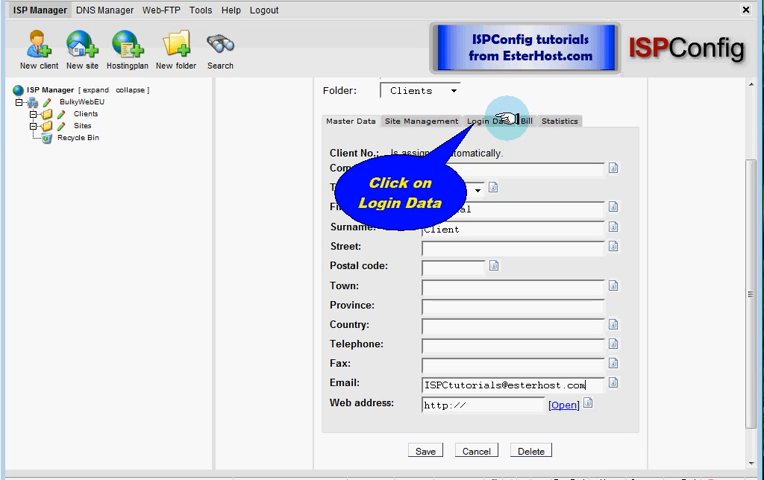 ISP Manager DNS Manager Web-FTP Tools Help Logout
New client New site Hostingplan New folder Search
ISPConfig tutorials
from EsterHost.com
ISPConfig
ISP Manager [ expand collapse ]
BulkyWebEU
Clients
Sites
Recycle Bin
Folder: Clients
Master Data Site Management Login Bill Statistics
Client No.: Is assigned automatically.
Click on
Login Data
Surname: Client
Street:
Postal code:
Town:
Province:
Country:
Telephone:
Fax:
Email: ISPCtutorials@esterhost.com
Web address: http:// [Open]
Save Cancel Delete